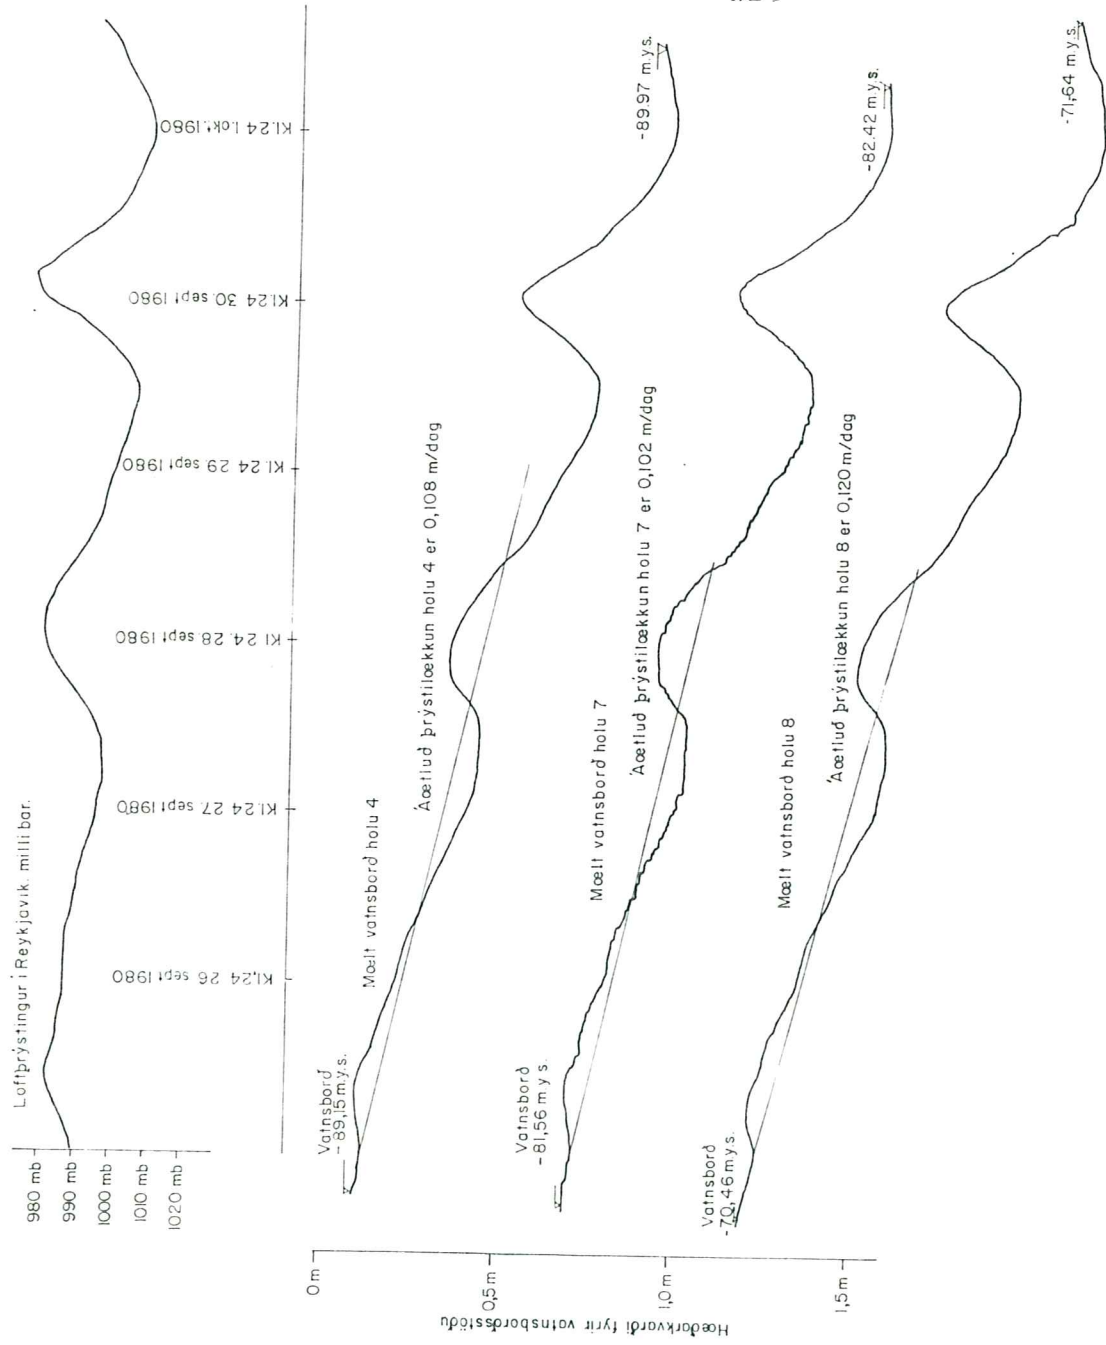 Loftþrýstingur í Reykjavík. millibar.
980 mb
990 mb
1000 mb
1010 mb
1020 mb
Kl.24 26. sept 1980
Kl.24 27. sept 1980
Kl 24. 28. sept 1980
Kl.24 29. sept 1980
Kl.24 30. sept 1980
Kl.24 1.okt. 1980
Vatnsborð
-89,15 m.y.s.
Mælt vatnsborð holu 4
Áætluð þrýstilækkun holu 4 er 0,108 m/dag
-89.97 m.y.s.
Vatnsborð
-81,56 m y s.
Mælt vatnsborð holu 7
Áætluð þrýstilækkun holu 7 er 0,102 m/dag
-82.42 m.y.s.
Vatnsborð
-70,46 m.y.s.
Mælt vatnsborð holu 8
Áætluð þrýstilækkun holu 8 er 0,120 m/dag
-71,64 m.y.s.
0 m
0,5 m
1,0 m
1,5 m
Hæðarkvarði fyrir vatnsborðsstöðu